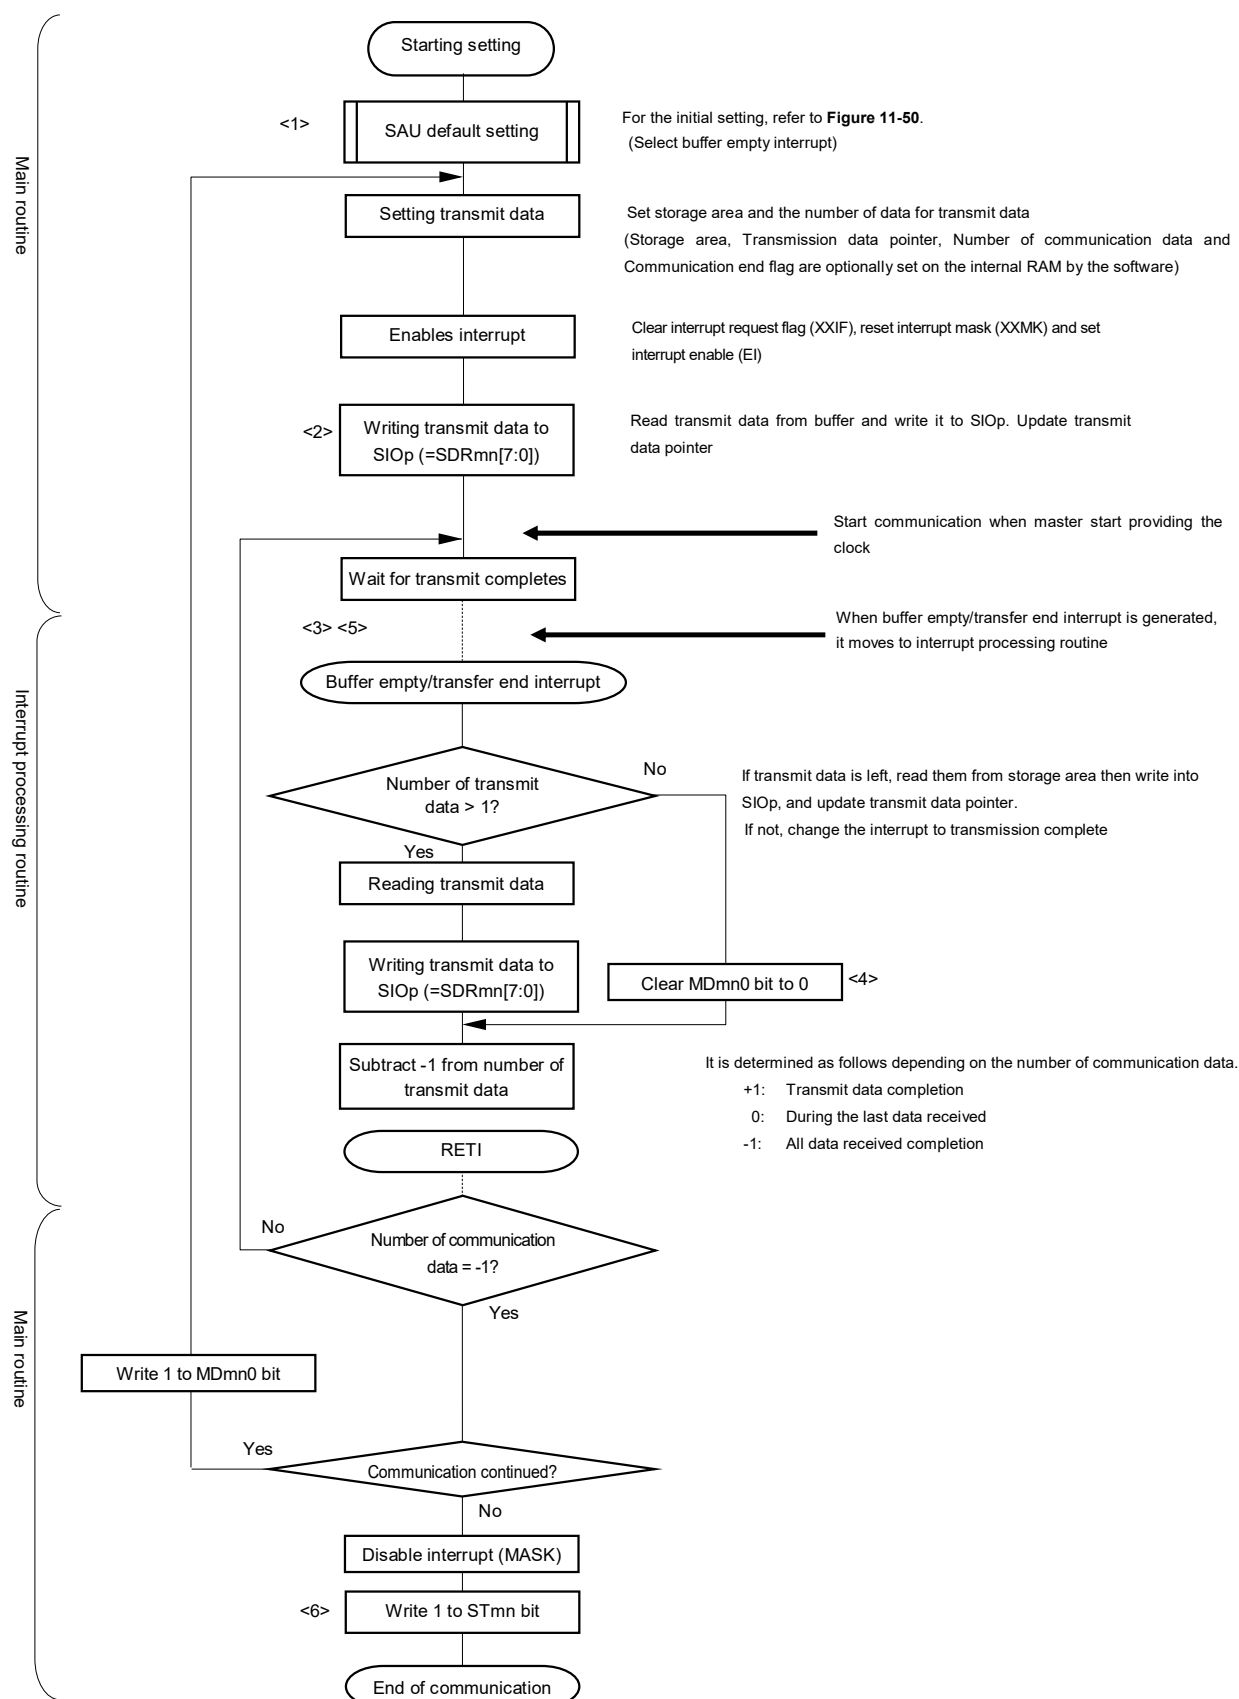 Starting setting
<1>
SAU default setting
For the initial setting, refer to Figure 11-50.
(Select buffer empty interrupt)
Main routine
Setting transmit data
Set storage area and the number of data for transmit data
(Storage area, Transmission data pointer, Number of communication data and
Communication end flag are optionally set on the internal RAM by the software)
Enables interrupt
Clear interrupt request flag (XXIF), reset interrupt mask (XXMK) and set
interrupt enable (EI)
<2>
Writing transmit data to
SIOp (=SDRmn[7:0])
Read transmit data from buffer and write it to SIOp. Update transmit
data pointer
Start communication when master start providing the
clock
Wait for transmit completes
<3> <5>
When buffer empty/transfer end interrupt is generated,
it moves to interrupt processing routine
Buffer empty/transfer end interrupt
Interrupt processing routine
Number of transmit
data > 1?
No
If transmit data is left, read them from storage area then write into
SIOp, and update transmit data pointer.
If not, change the interrupt to transmission complete
Yes
Reading transmit data
Writing transmit data to
SIOp (=SDRmn[7:0])
Clear MDmn0 bit to 0
<4>
Subtract -1 from number of
transmit data
It is determined as follows depending on the number of communication data.
+1: Transmit data completion
0: During the last data received
-1: All data received completion
RETI
No
Number of communication
data = -1?
Yes
Main routine
Write 1 to MDmn0 bit
Yes
Communication continued?
No
Disable interrupt (MASK)
<6>
Write 1 to STmn bit
End of communication